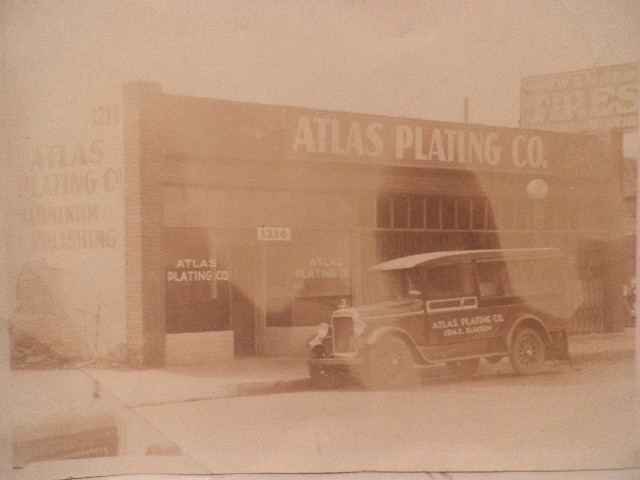 ATLAS PLATING CO.
TIRES
1214
ATLAS
PLATING CO
ALUMINUM
POLISHING
1214
ATLAS
PLATING CO.
ATLAS
PLATING CO.
ATLAS PLATING CO.
1214 E. SLAUSON